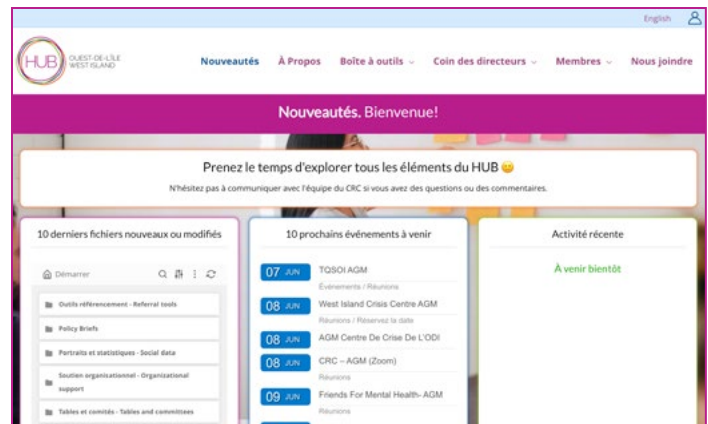 English
HUB
OUEST-DE-L'ÎLE
WEST ISLAND
Nouveautés À Propos Boîte à outils Coin des directeurs Membres Nous joindre
Nouveautés. Bienvenue!
Prenez le temps d'explorer tous les éléments du HUB 😀
N'hésitez pas à communiquer avec l'équipe du CRC si vous avez des questions ou des commentaires.
10 derniers fichiers nouveaux ou modifiés
Démarrer
Outils référencement - Referral tools
Policy Briefs
Portraits et statistiques - Social data
Soutien organisationnel - Organizational
support
Tables et comités - Tables and committees
10 prochains événements à venir
07 JUN TQSOI AGM
Événements / Réunions
08 JUN West Island Crisis Centre AGM
Réunions / Réservez la date
08 JUN AGM Centre De Crise De L'ODI
08 JUN CRC – AGM (Zoom)
Réunions
09 JUN Friends For Mental Health- AGM
Réunions
Activité récente
À venir bientôt